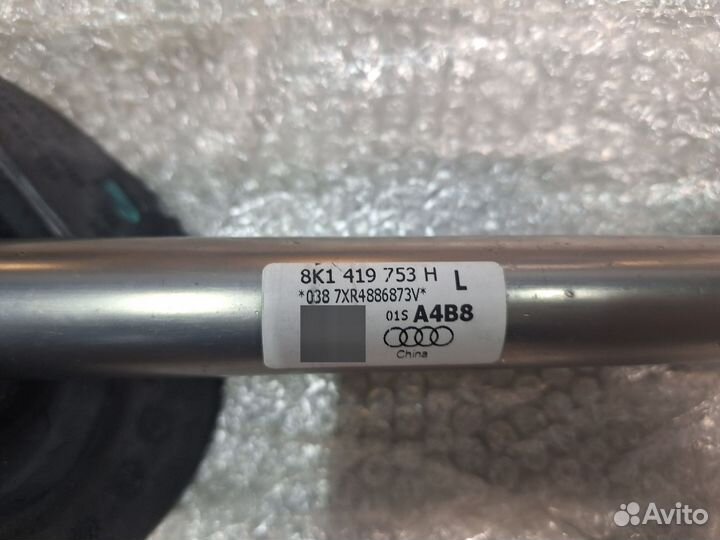 8K1 419 753 H L
*038 7XR4886873V*
01S A4B8
China
Avito